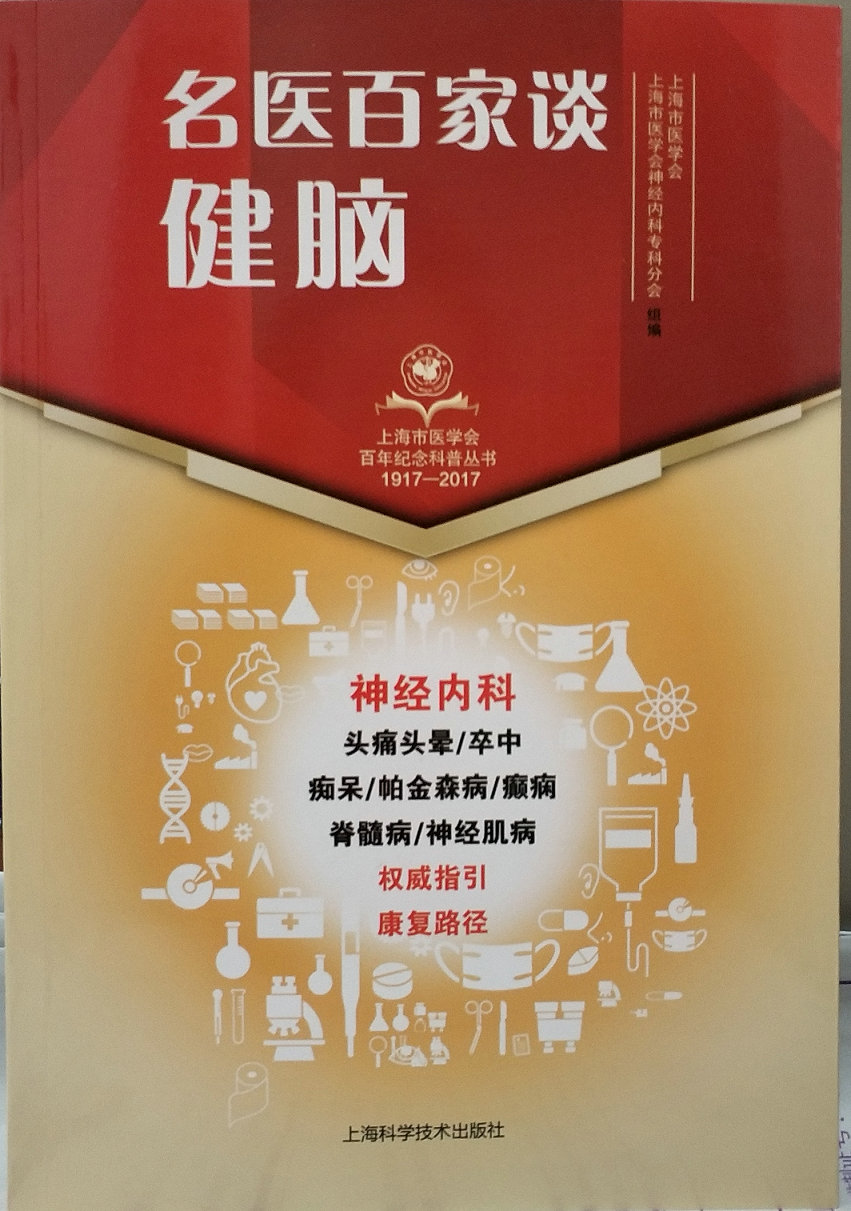 名医百家谈
健脑
上海市医学会
上海市医学会神经内科专科分会 组编
上海市医学会
百年纪念科普丛书
1917—2017
神经内科
头痛头晕/卒中
痴呆/帕金森病/癫痫
脊髓病/神经肌病
权威指引
康复路径
上海科学技术出版社